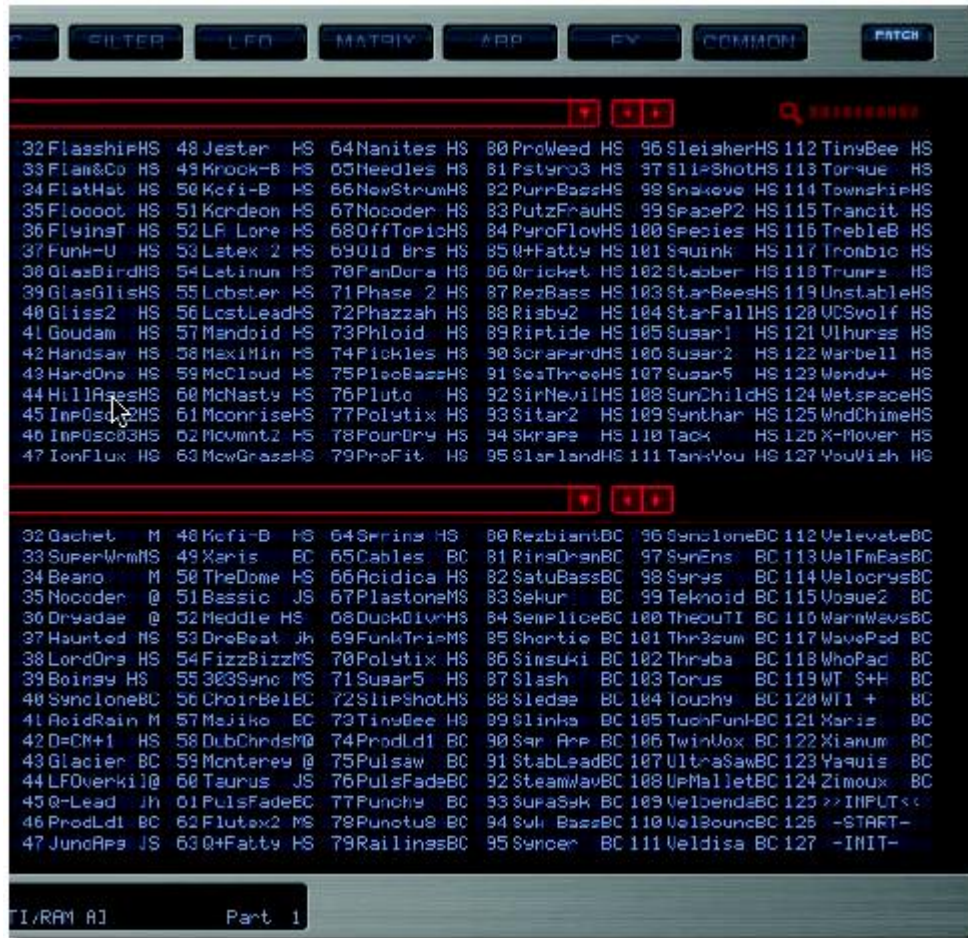 C FILTER LFO MATRIX ARP FX COMMON PATCH
32 FlasshipHS 48 Jester HS 64 Nanites HS 80 ProWeed HS 96 SleisherHS 112 TinyBee HS
33 Flam&Co HS 49 Knock-B HS 65 Needles HS 81 Pstyro3 HS 97 SlipShotHS 113 Torque HS
34 FlatHat HS 50 Kofi-B HS 66 NewStrumHS 82 PurrBassHS 98 Snakeye HS 114 TownshipHS
35 Floooot HS 51 Kordeon HS 67 Nocoder HS 83 PutzFrauHS 99 SpaceP2 HS 115 Trancit HS
36 FlyingT HS 52 LA Lore HS 68 OffTopicHS 84 PyroFlowHS 100 Species HS 116 TrebleB HS
37 Funk-U HS 53 Latex 2 HS 69 Old Brs HS 85 Q+Fatty HS 101 Squink HS 117 Trombic HS
38 GlasBirdHS 54 Latinum HS 70 PanDora HS 86 Qricket HS 102 Stabber HS 118 Trumps HS
39 GlasGlisHS 55 Lobster HS 71 Phase 2 HS 87 RezBass HS 103 StarBeesHS 119 UnstableHS
40 Gliss2 HS 56 LostLeadHS 72 Phazzah HS 88 Rigby2 HS 104 StarFallHS 120 VCSwolf HS
41 Goudam HS 57 Mandoid HS 73 Phloid HS 89 Riptide HS 105 Sugar1 HS 121 Vlhurgs HS
42 Handsaw HS 58 MaxiMin HS 74 Pickles HS 90 ScrapyrdHS 106 Sugar2 HS 122 Warbell HS
43 HardOne HS 59 McCloud HS 75 PlecBassHS 91 SeaThreeHS 107 Sugar5 HS 123 Wendy+ HS
44 HillAgesHS 60 McNasty HS 76 Pluto HS 92 SirNevilHS 108 SunChildHS 124 WetspaceHS
45 HS 61 MoonriseHS 77 Polytix HS 93 Sitar2 HS 109 Synthar HS 125 WndChimeHS
46 ImpOsc03HS 62 Movmnt2 HS 78 PourDry HS 94 Skrape HS 110 Tack HS 126 X-Mover HS
47 IonFlux HS 63 MowGrassHS 79 ProFit HS 95 SlaplandHS 111 TankYou HS 127 YouWish HS
32 Gachet M 48 Kofi-B HS 64 Spring HS 80 RezbiantBC 96 SyncloneBC 112 VelevateBC
33 SuperWrmMS 49 Xaris BC 65 Cables BC 81 RingOrgnBC 97 SynEns BC 113 VelFmEasBC
34 Beano M 50 TheDome HS 66 Acidica HS 82 SatuBassBC 98 Syrys BC 114 VelocrysBC
35 Nocoder @ 51 Bassic JS 67 PlastoneMS 83 Sekur BC 99 Teknoid BC 115 Vogue2 BC
36 Dryadae @ 52 Meddle HS 68 DuckDivrHS 84 SempliceBC 100 ThouTI BC 116 WarmWavsBC
37 Haunted MS 53 DreBeat Jh 69 FunkTripMS 85 Shortie BC 101 Thr3sum BC 117 WavePad BC
38 LordOrg HS 54 FizzBizzMS 70 Polytix HS 86 Simsuki BC 102 Thryba BC 118 WhoPad BC
39 Boingy HS 55 303Sync MS 71 Sugar5 HS 87 Slash BC 103 Torus BC 119 WT S+H BC
40 SyncloneBC 56 ChoirBelBC 72 SlipShotHS 88 Sledge BC 104 Touchy BC 120 WT1 + BC
41 AcidRain M 57 Majiko BC 73 TinyBee HS 89 Slinka BC 105 TuchFunkBC 121 Xaris BC
42 D=CM+1 HS 58 DubChrdsM@ 74 ProdLd1 BC 90 Sqr Arp BC 106 TwinVox BC 122 Xianum BC
43 Glacier BC 59 Monterey @ 75 Pulsaw BC 91 StabLeadBC 107 UltraSawBC 123 Yaquis BC
44 LFOverkil@ 60 Taurus JS 76 PulsFadeBC 92 SteamWavBC 108 UpMalletBC 124 Zimoux BC
45 Q-Lead Jh 61 PulsFadeBC 77 Punchy BC 93 SupaSyk BC 109 VelbendaBC 125 >>INPUT<<
46 ProdLd1 BC 62 Flutex2 MS 78 Punctu8 BC 94 Syk BassBC 110 VelBouncBC 126 -START-
47 JunoApg JS 63 Q+Fatty HS 79 RailingsBC 95 Syncer BC 111 Veldisa BC 127 -INIT-
TI/RAM A] Part 1